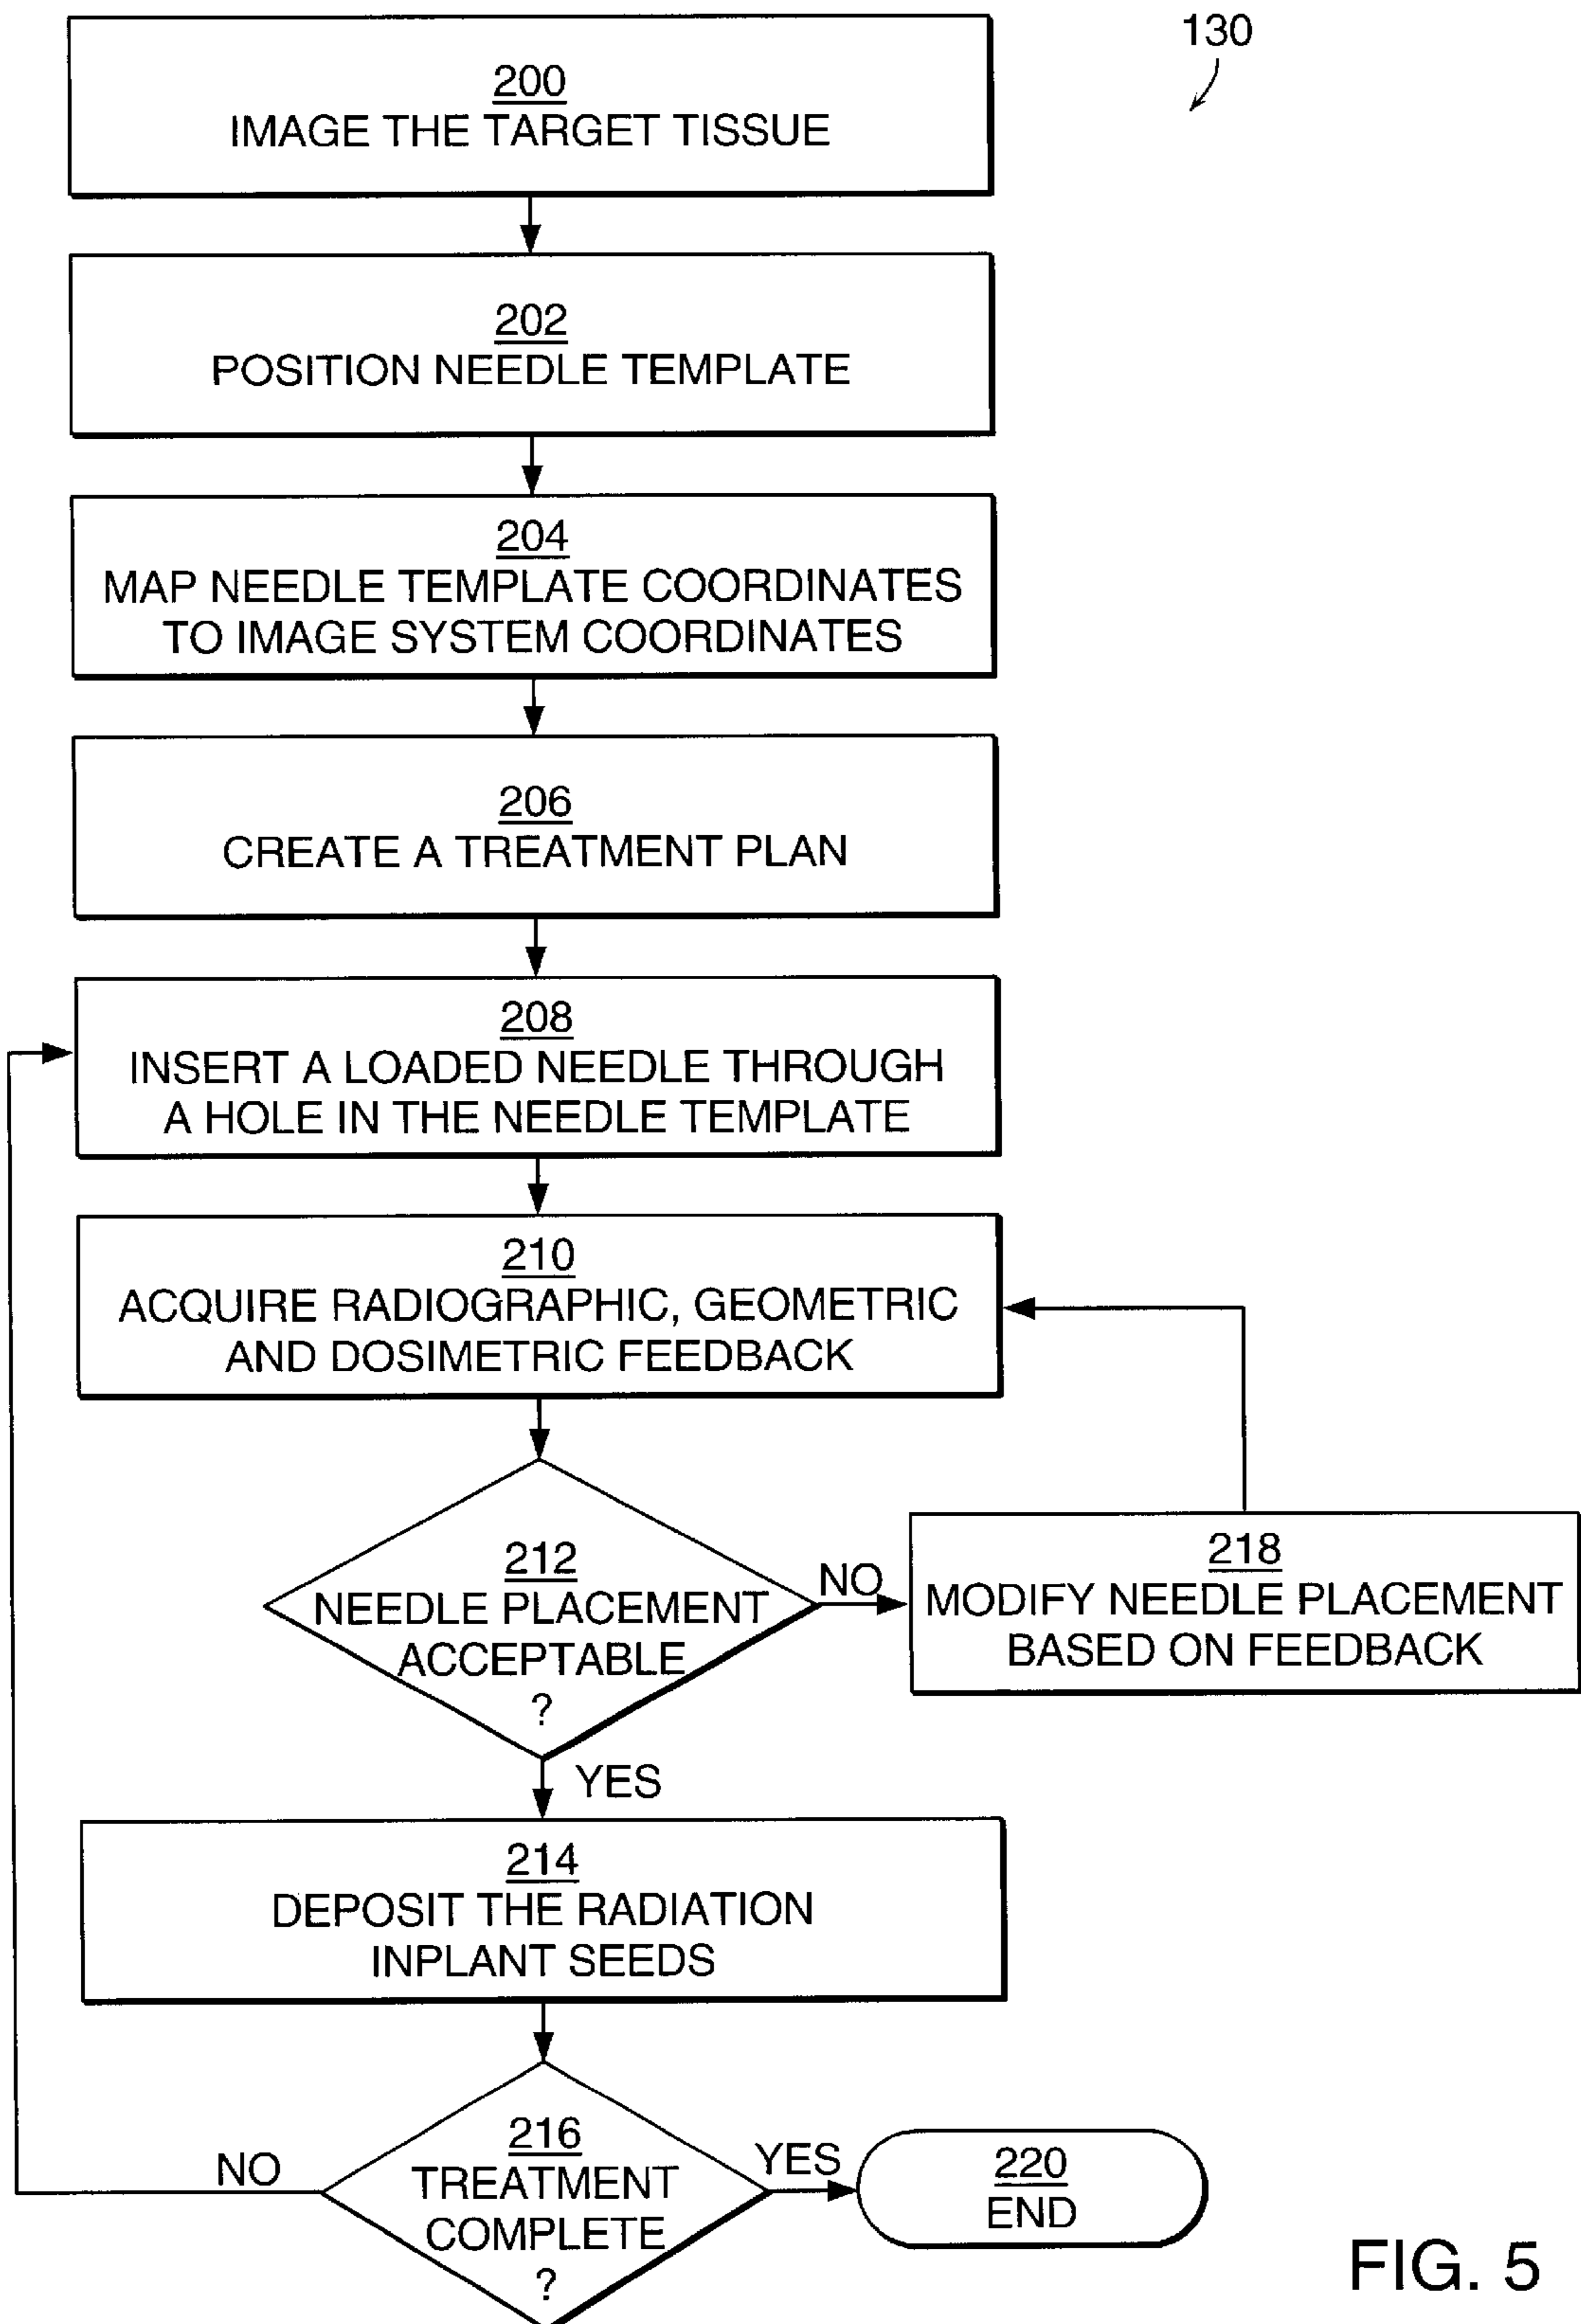 130
200
IMAGE THE TARGET TISSUE
202
POSITION NEEDLE TEMPLATE
204
MAP NEEDLE TEMPLATE COORDINATES
TO IMAGE SYSTEM COORDINATES
206
CREATE A TREATMENT PLAN
208
INSERT A LOADED NEEDLE THROUGH
A HOLE IN THE NEEDLE TEMPLATE
210
ACQUIRE RADIOGRAPHIC, GEOMETRIC
AND DOSIMETRIC FEEDBACK
212
NEEDLE PLACEMENT
ACCEPTABLE
?
NO
218
MODIFY NEEDLE PLACEMENT
BASED ON FEEDBACK
YES
214
DEPOSIT THE RADIATION
INPLANT SEEDS
216
TREATMENT
COMPLETE
?
NO
YES
220
END
FIG. 5